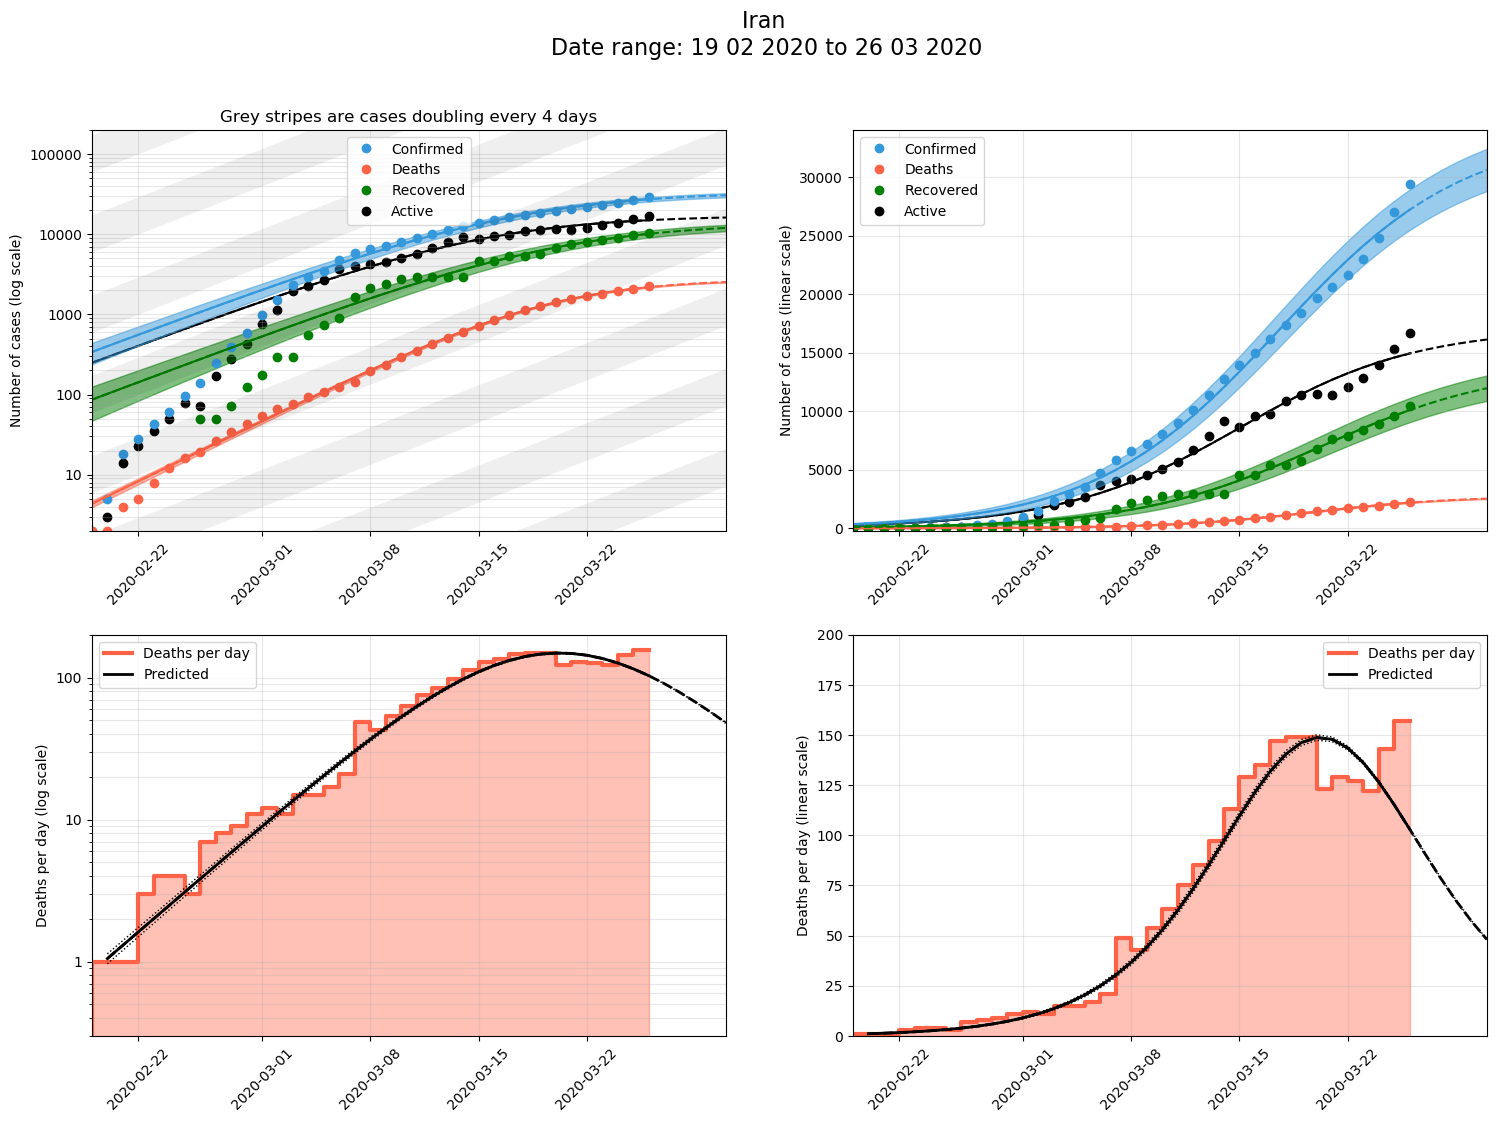 Iran
Date range: 19 02 2020 to 26 03 2020
Grey stripes are cases doubling every 4 days
Number of cases (log scale)
100000
10000
1000
100
10
Confirmed
Deaths
Recovered
Active
2020-02-22
2020-03-01
2020-03-08
2020-03-15
2020-03-22
Number of cases (linear scale)
30000
25000
20000
15000
10000
5000
0
Confirmed
Deaths
Recovered
Active
2020-02-22
2020-03-01
2020-03-08
2020-03-15
2020-03-22
Deaths per day (log scale)
100
10
1
Deaths per day
Predicted
2020-02-22
2020-03-01
2020-03-08
2020-03-15
2020-03-22
Deaths per day (linear scale)
200
175
150
125
100
75
50
25
0
Deaths per day
Predicted
2020-02-22
2020-03-01
2020-03-08
2020-03-15
2020-03-22